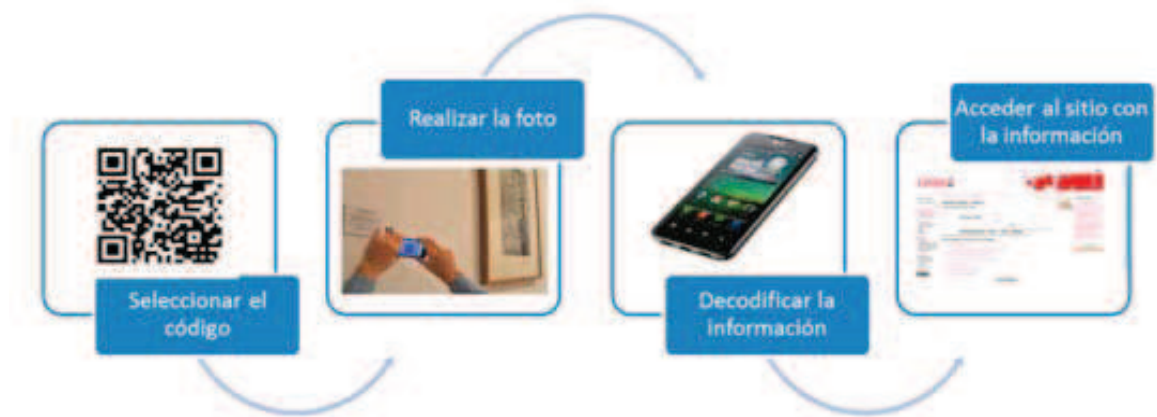 Seleccionar el
código
Realizar la foto
Decodificar la
información
Acceder al sitio con
la información